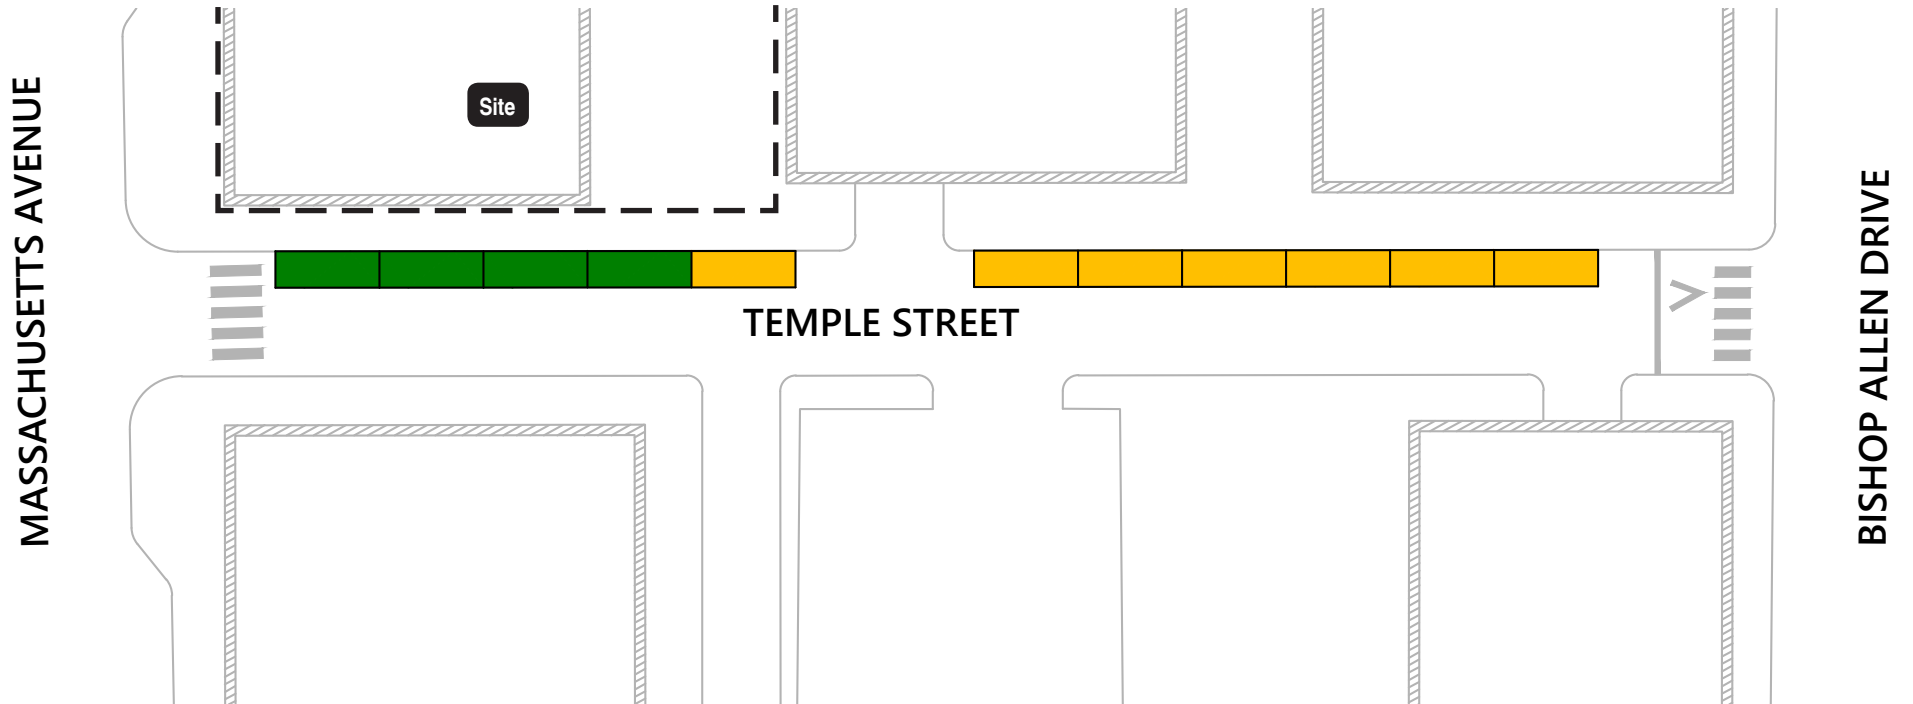 MASSACHUSETTS AVENUE
Site
TEMPLE STREET
BISHOP ALLEN DRIVE